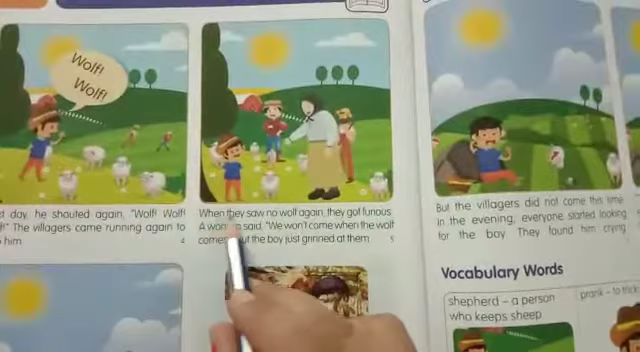 Wolf!
Wolf!
day, he shouted again, "Wolf! Wolf!
The villagers came running again to
him
4
When they saw no wolf again, they got furious.
A said, "We won't come when the wolf
the boy just grinned at them.
5
But the villagers did not come this time.
In the evening, everyone started looking
for the boy. They found him crying
Vocabulary Words
shepherd – a person
who keeps sheep
prank – to trick